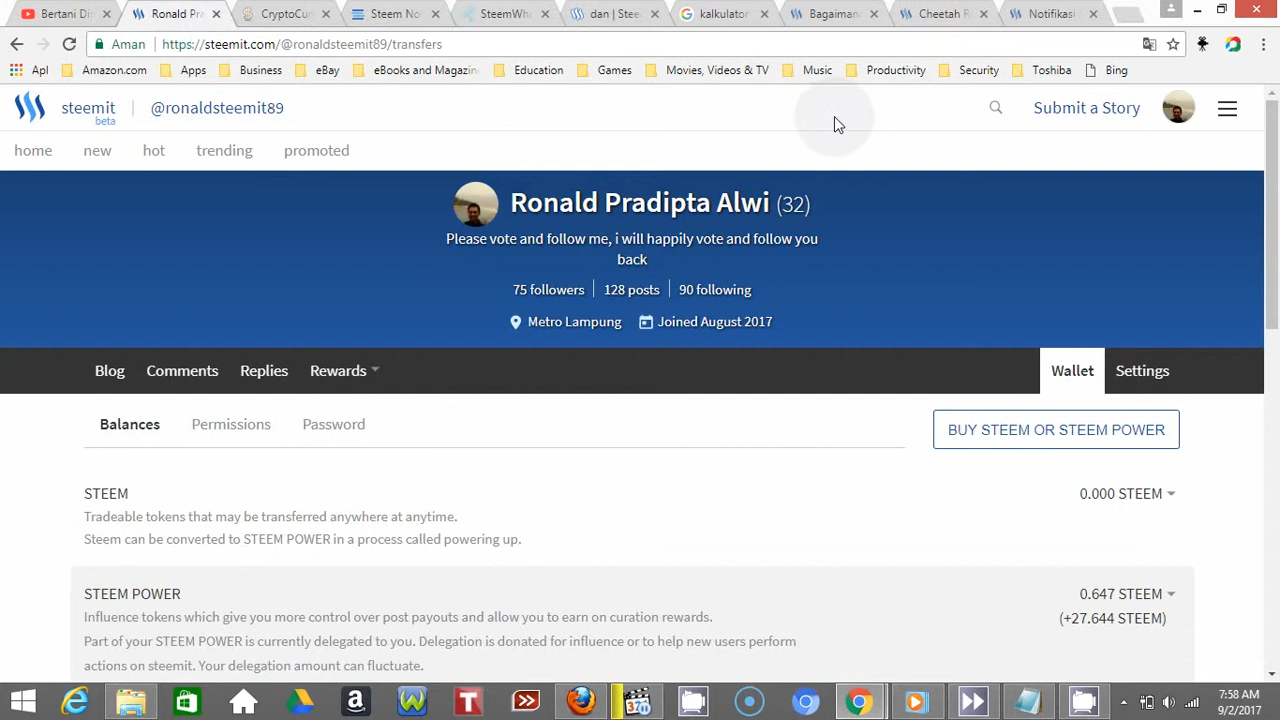 Bertani Di
Ronald Pra
CryptoCur
Steem No
SteemWha
dan | Stee
kalkulator
Bagaiman
Cheetah R
Notifikasi
Aman
https://steemit.com/@ronaldsteemit89/transfers
Apl
Amazon.com
Apps
Business
eBay
eBooks and Magazin
Education
Games
Movies, Videos & TV
Music
Productivity
Security
Toshiba
Bing
steemit
beta
@ronaldsteemit89
Submit a Story
home
new
hot
trending
promoted
Ronald Pradipta Alwi (32)
Please vote and follow me, i will happily vote and follow you
back
75 followers
128 posts
90 following
Metro Lampung
Joined August 2017
Blog
Comments
Replies
Rewards
Wallet
Settings
Balances
Permissions
Password
BUY STEEM OR STEEM POWER
STEEM
0.000 STEEM
Tradeable tokens that may be transferred anywhere at anytime.
Steem can be converted to STEEM POWER in a process called powering up.
STEEM POWER
0.647 STEEM
Influence tokens which give you more control over post payouts and allow you to earn on curation rewards.
(+27.644 STEEM)
Part of your STEEM POWER is currently delegated to you. Delegation is donated for influence or to help new users perform
actions on steemit. Your delegation amount can fluctuate.
7:58 AM
9/2/2017